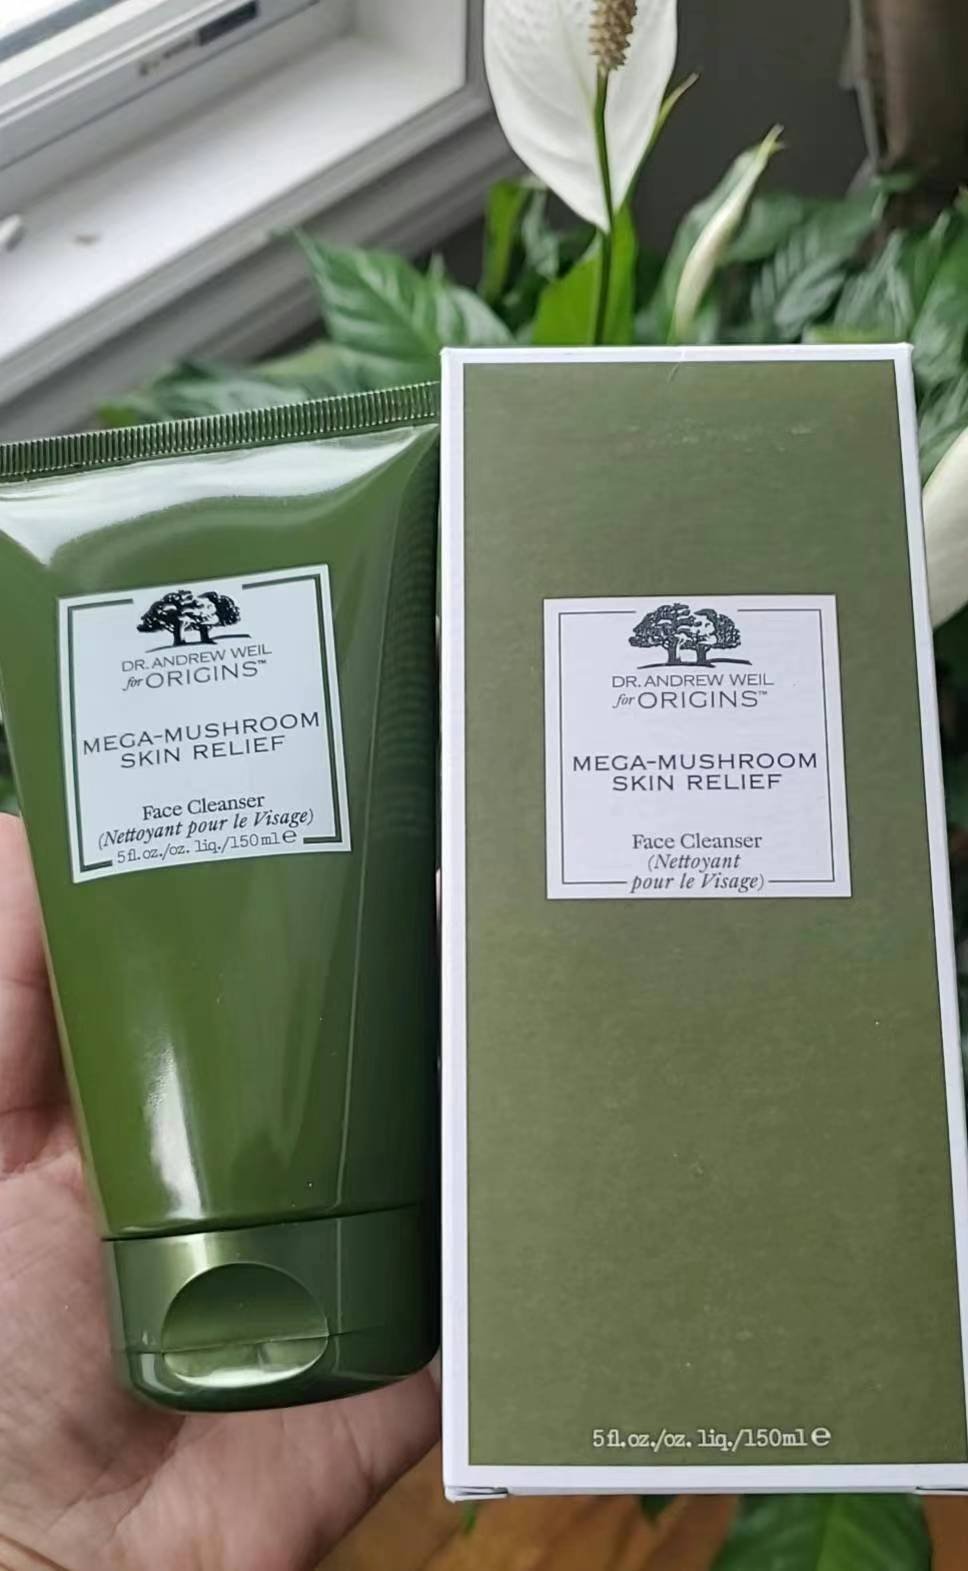 DR. ANDREW WEIL
for ORIGINS™
MEGA-MUSHROOM
SKIN RELIEF
Face Cleanser
(Nettoyant pour le Visage)
5 fl. oz./oz. liq./150 ml e
DR. ANDREW WEIL
for ORIGINS™
MEGA-MUSHROOM
SKIN RELIEF
Face Cleanser
(Nettoyant
pour le Visage)
5 fl. oz./oz. liq./150 ml e